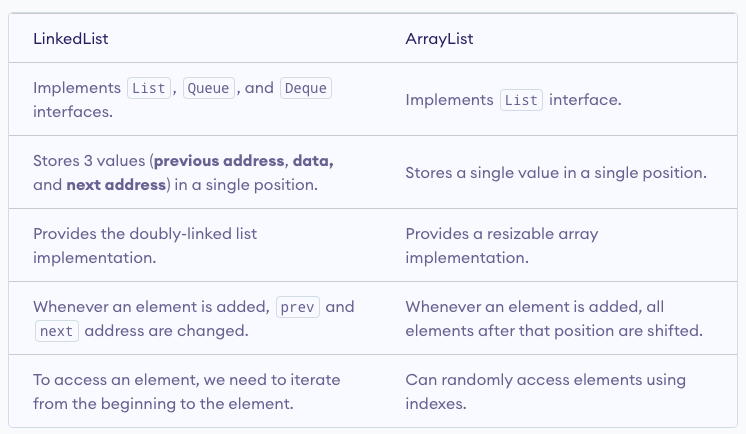 LinkedList
ArrayList
Implements List, Queue, and Deque
interfaces.
Implements List interface.
Stores 3 values (previous address, data,
and next address) in a single position.
Stores a single value in a single position.
Provides the doubly-linked list
implementation.
Provides a resizable array
implementation.
Whenever an element is added, prev and
next address are changed.
Whenever an element is added, all
elements after that position are shifted.
To access an element, we need to iterate
from the beginning to the element.
Can randomly access elements using
indexes.